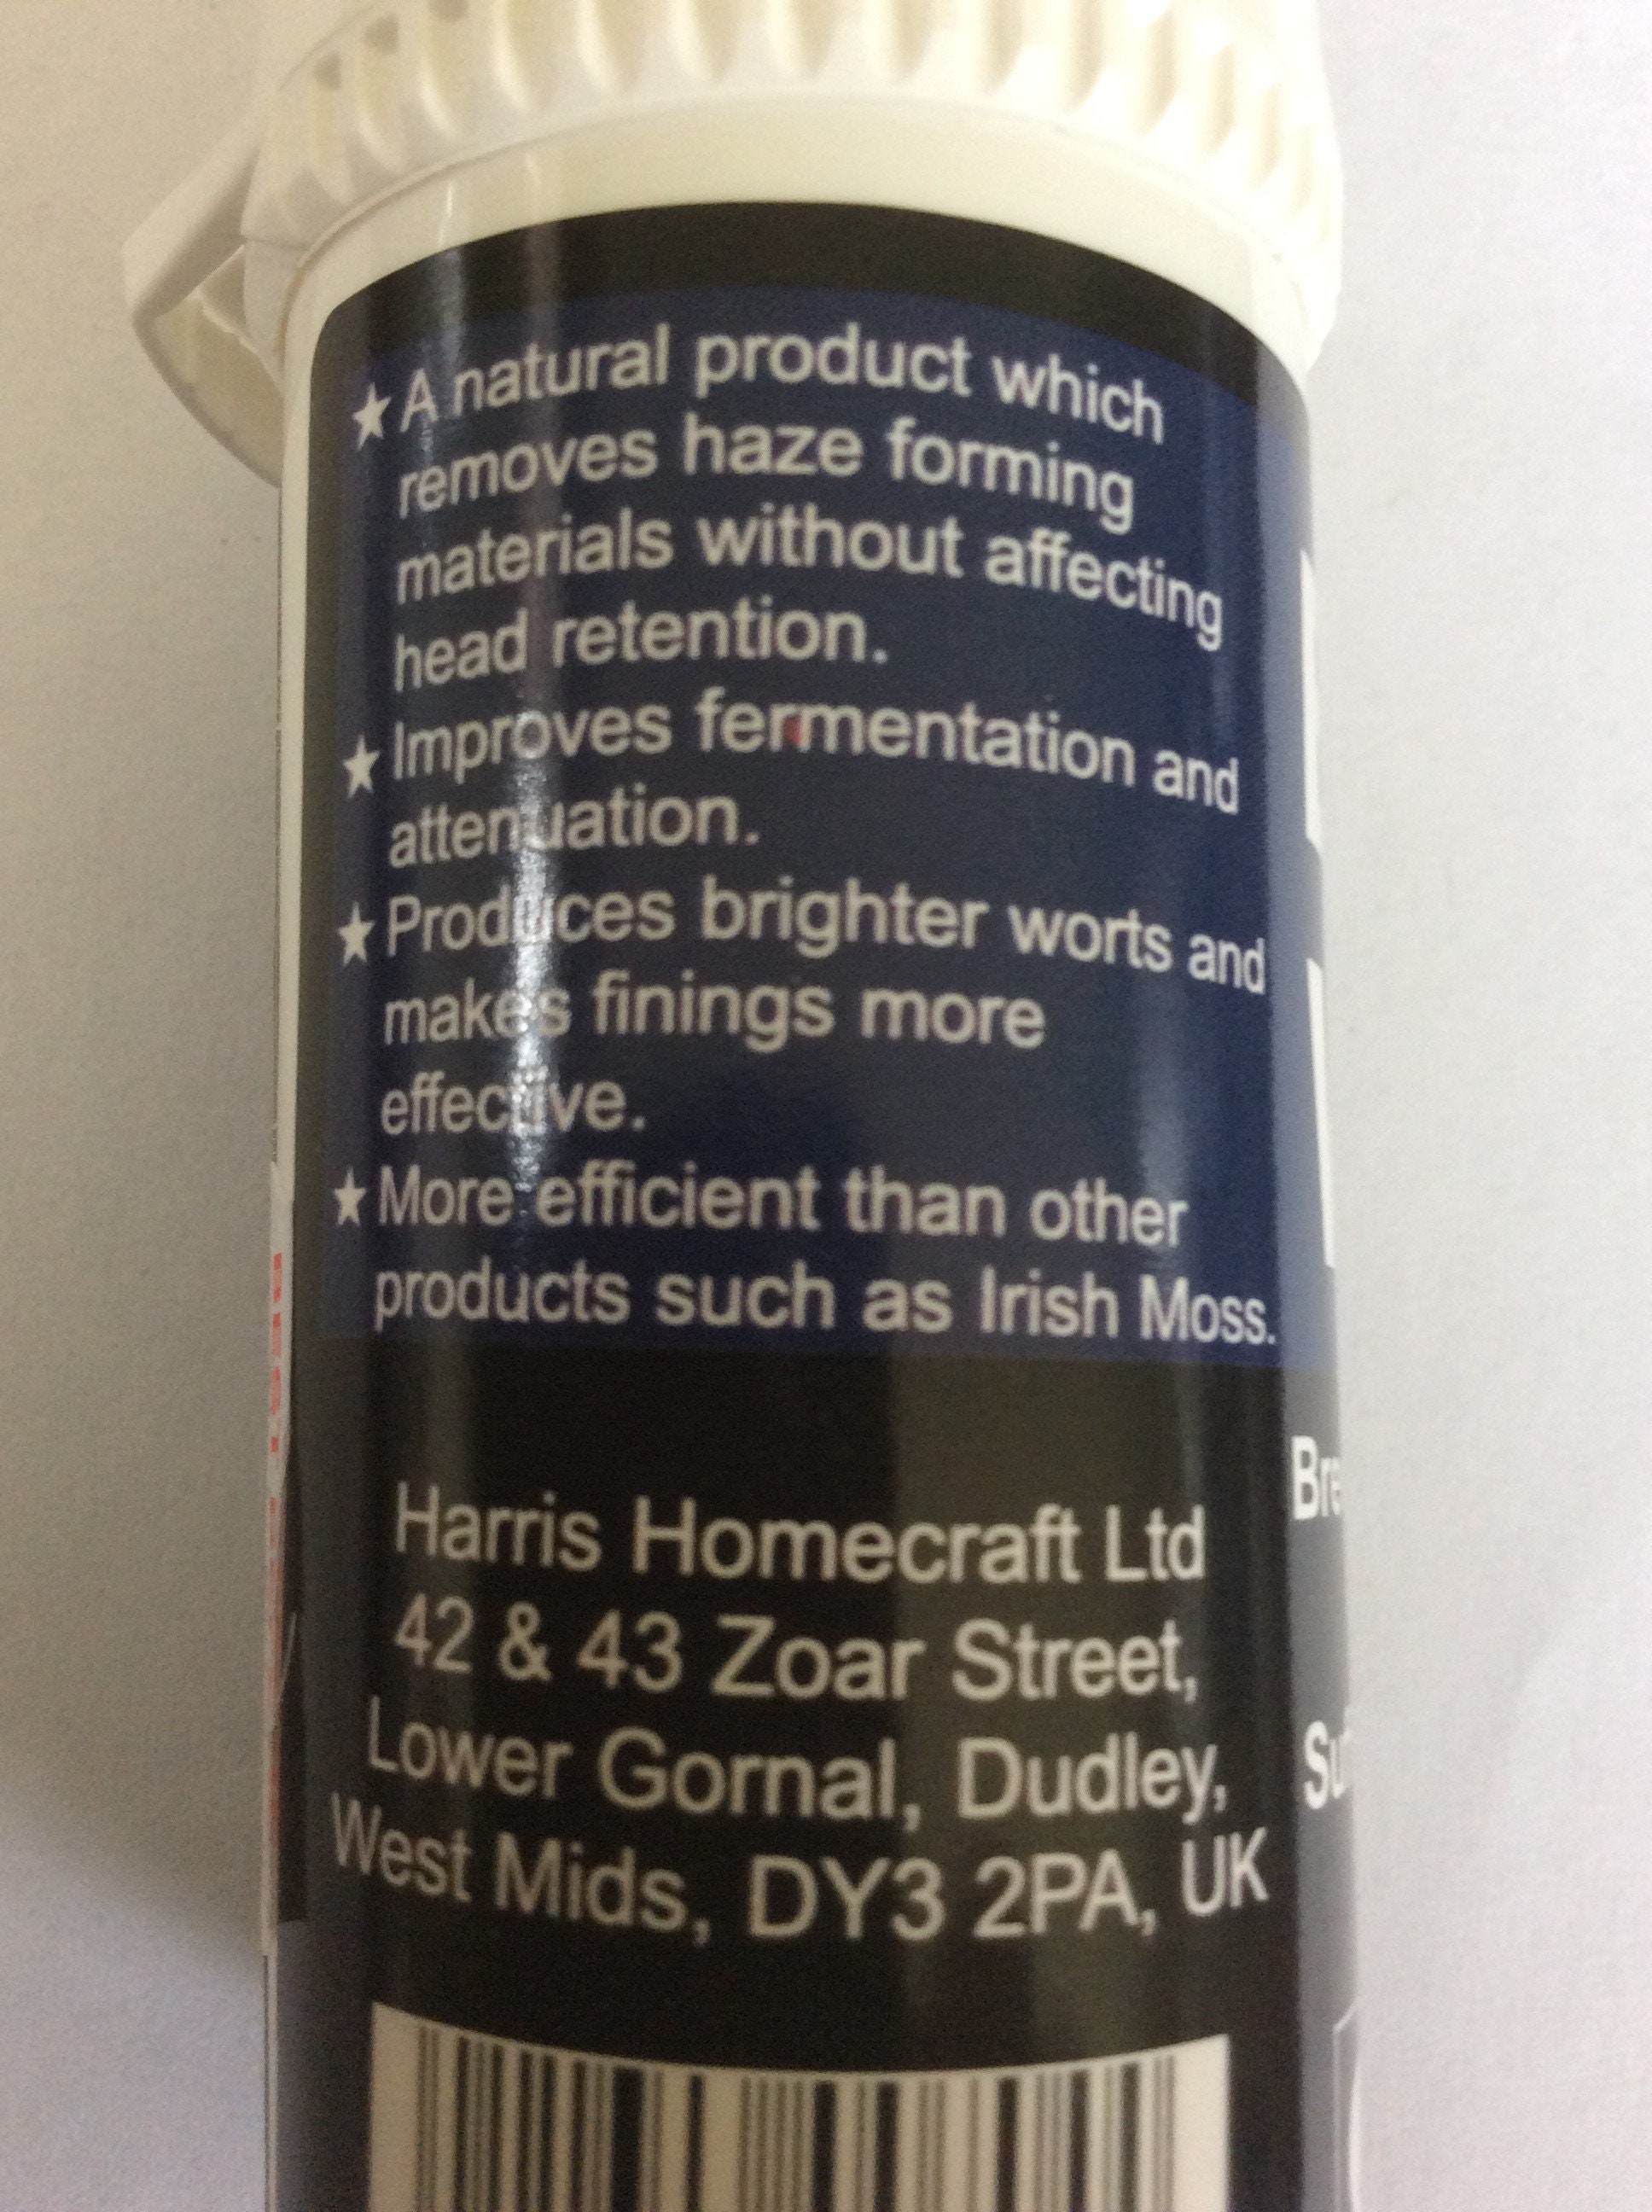 ★ A natural product which
removes haze forming
materials without affecting
head retention.
★ Improves fermentation and
attenuation.
★ Produces brighter worts and
makes finings more
effective.
★ More efficient than other
products such as Irish Moss.
Harris Homecraft Ltd
42 & 43 Zoar Street,
Lower Gornal, Dudley,
West Mids, DY3 2PA, UK